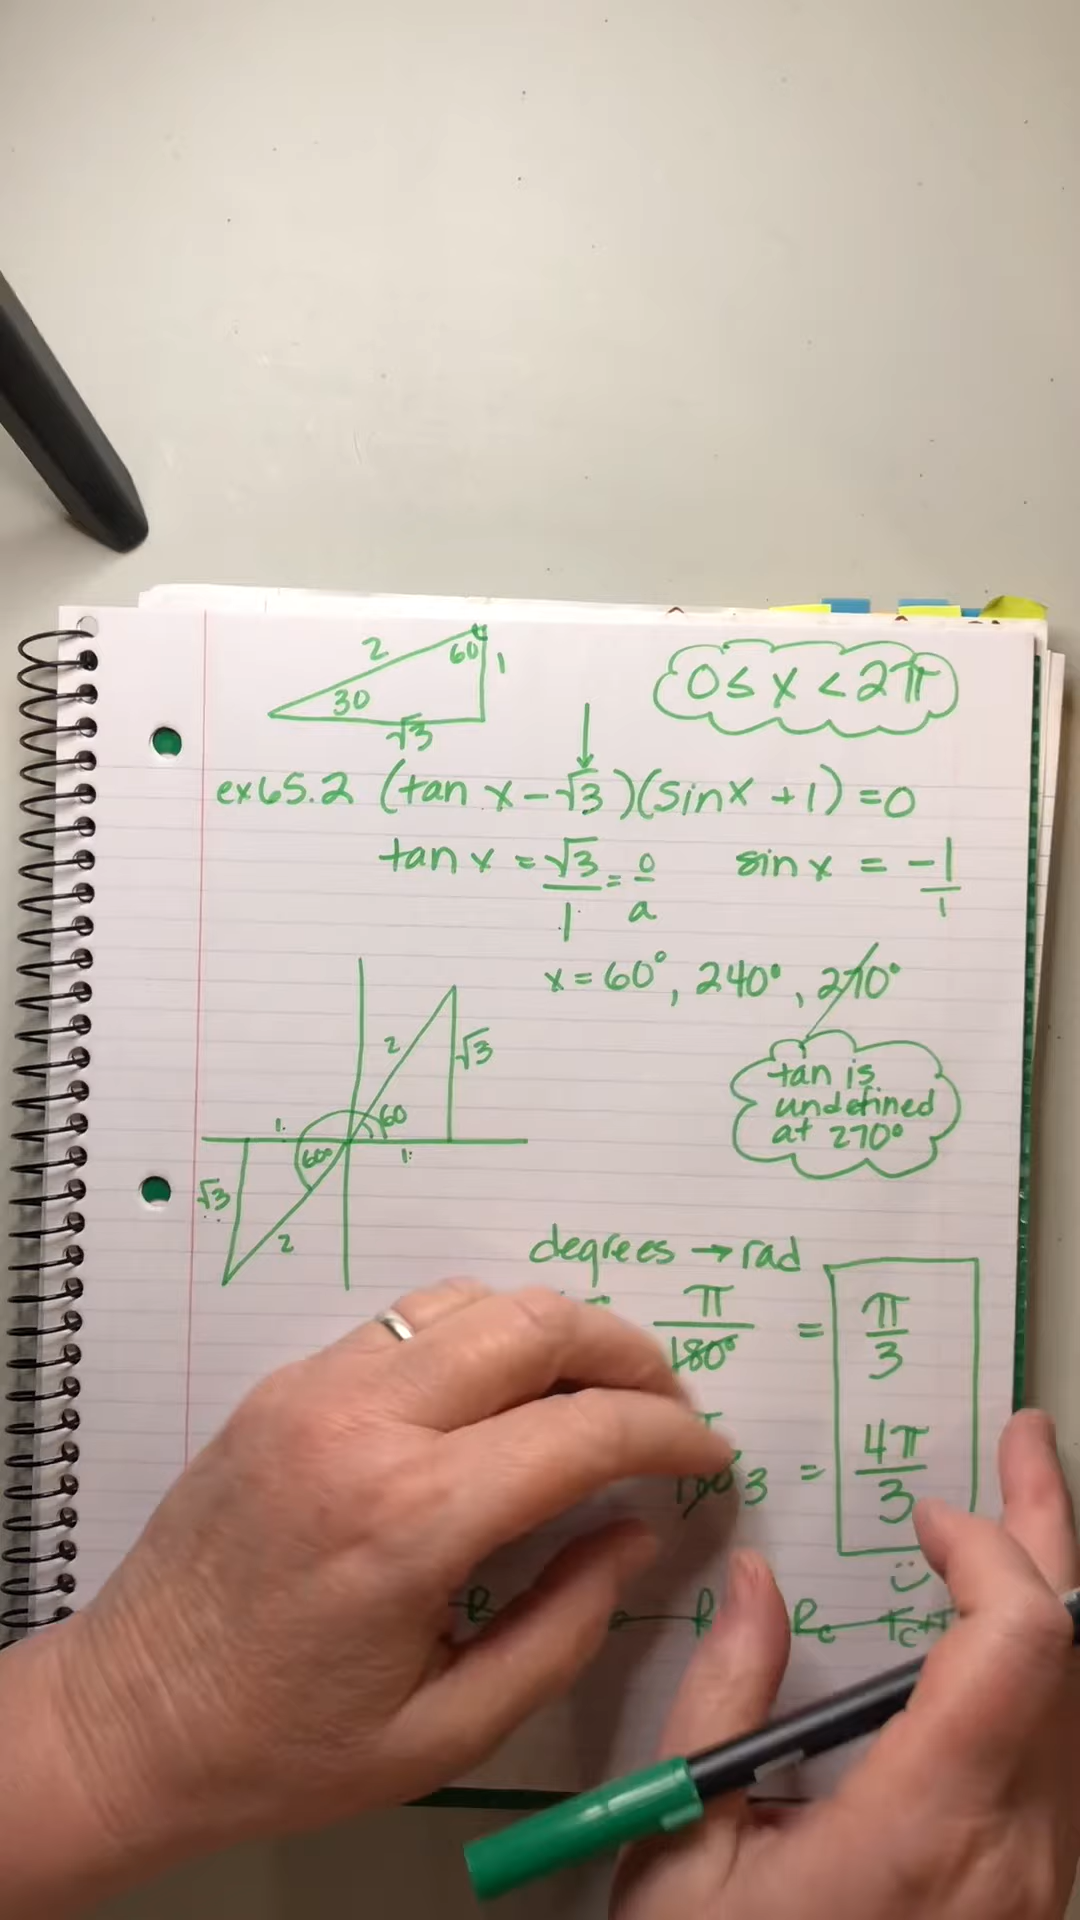 2 60 1
30
√3
0 ≤ x < 2π
ex 65.2 (tan x - √3)(sin x + 1) = 0
tan x = √3/1 = o/a sin x = -1/1
x = 60°, 240°, 270°
2 √3
60
1 60° 1
√3 2
tan is
undefined
at 270°
degrees → rad
π/180° = π/3
3 = 4π/3